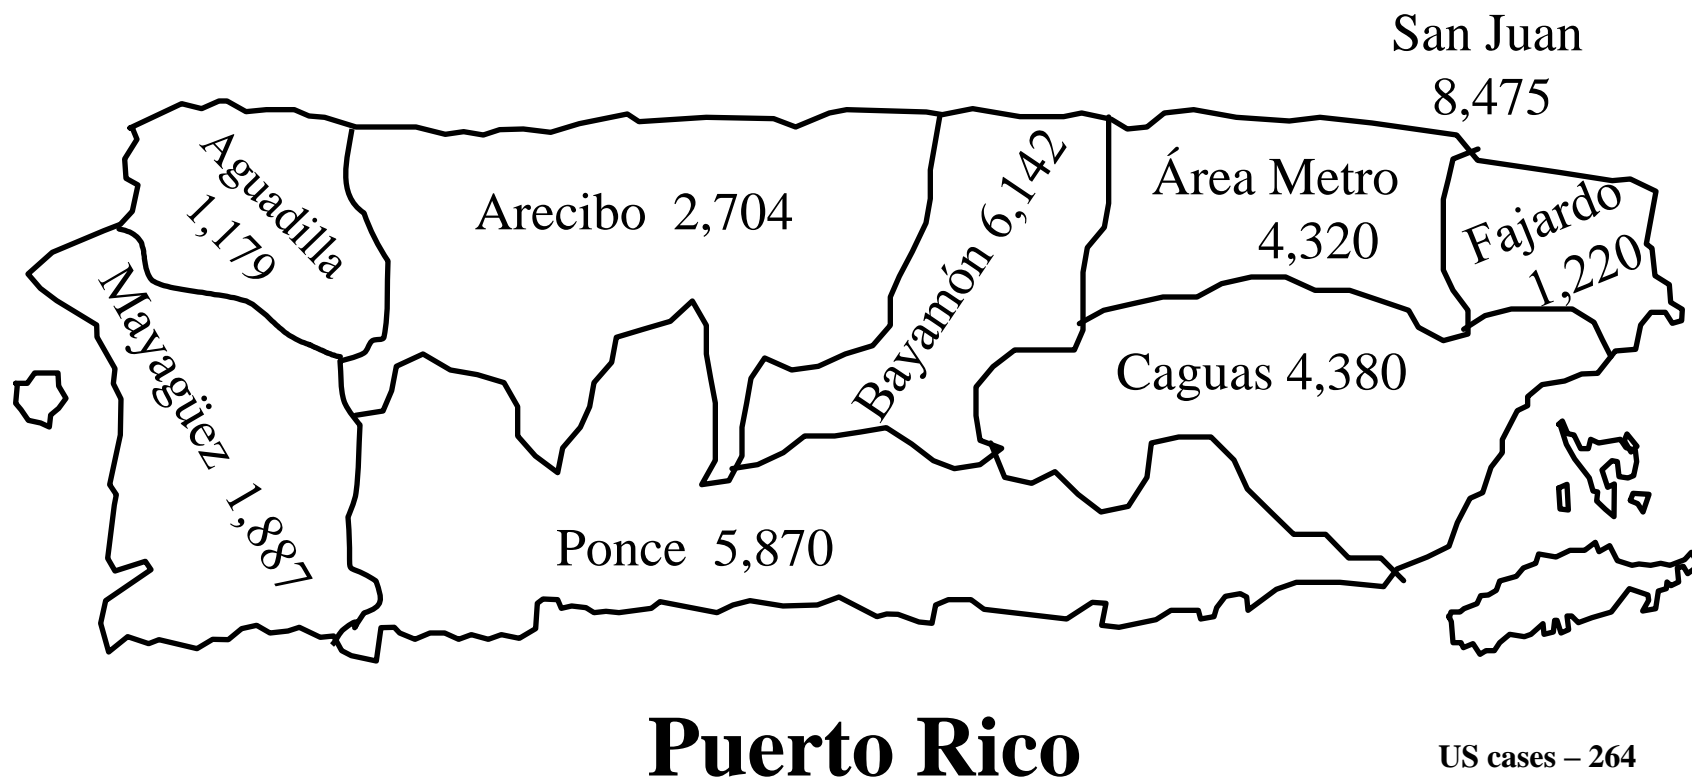 San Juan
8,475
Aguadilla
1,179
Arecibo 2,704
Bayamón 6,142
Área Metro
4,320
Fajardo
1,220
Mayagüez 1,887
Caguas 4,380
Ponce 5,870
Puerto Rico
US cases – 264